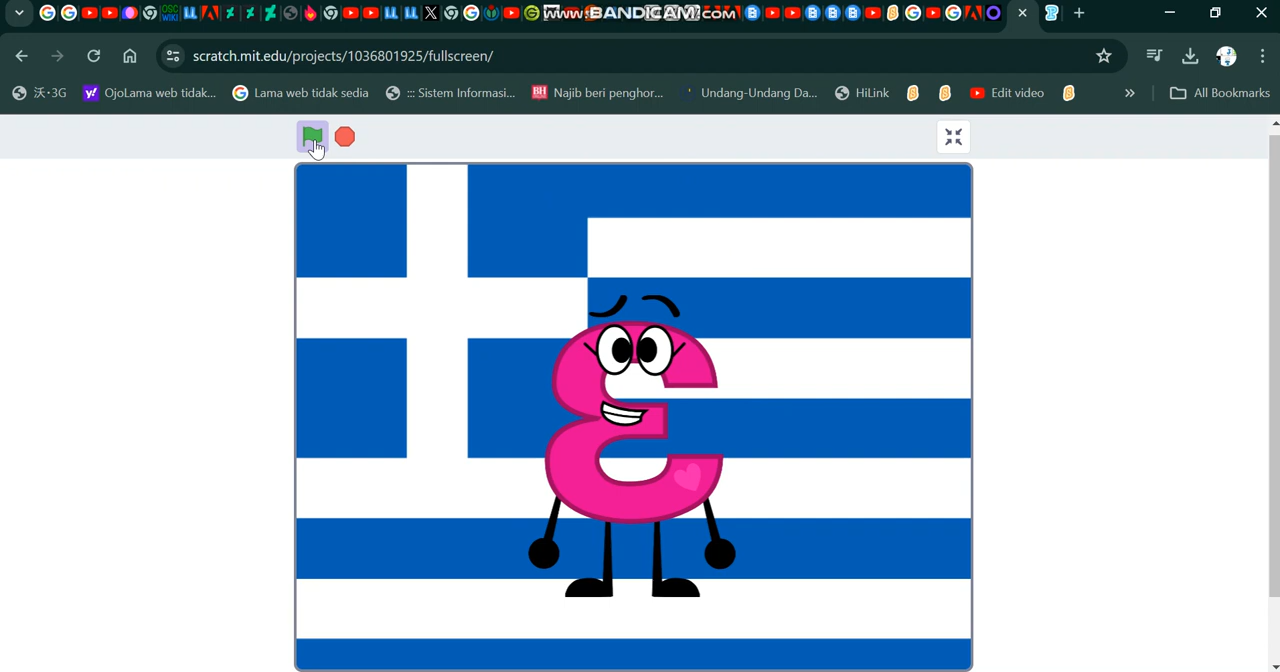 www.BANDICAM.com
scratch.mit.edu/projects/1036801925/fullscreen/
沃·3G
OjoLama web tidak...
Lama web tidak sedia
::: Sistem Informasi...
BH
Najib beri penghor...
Undang-Undang Da...
HiLink
Edit video
»
All Bookmarks
ε